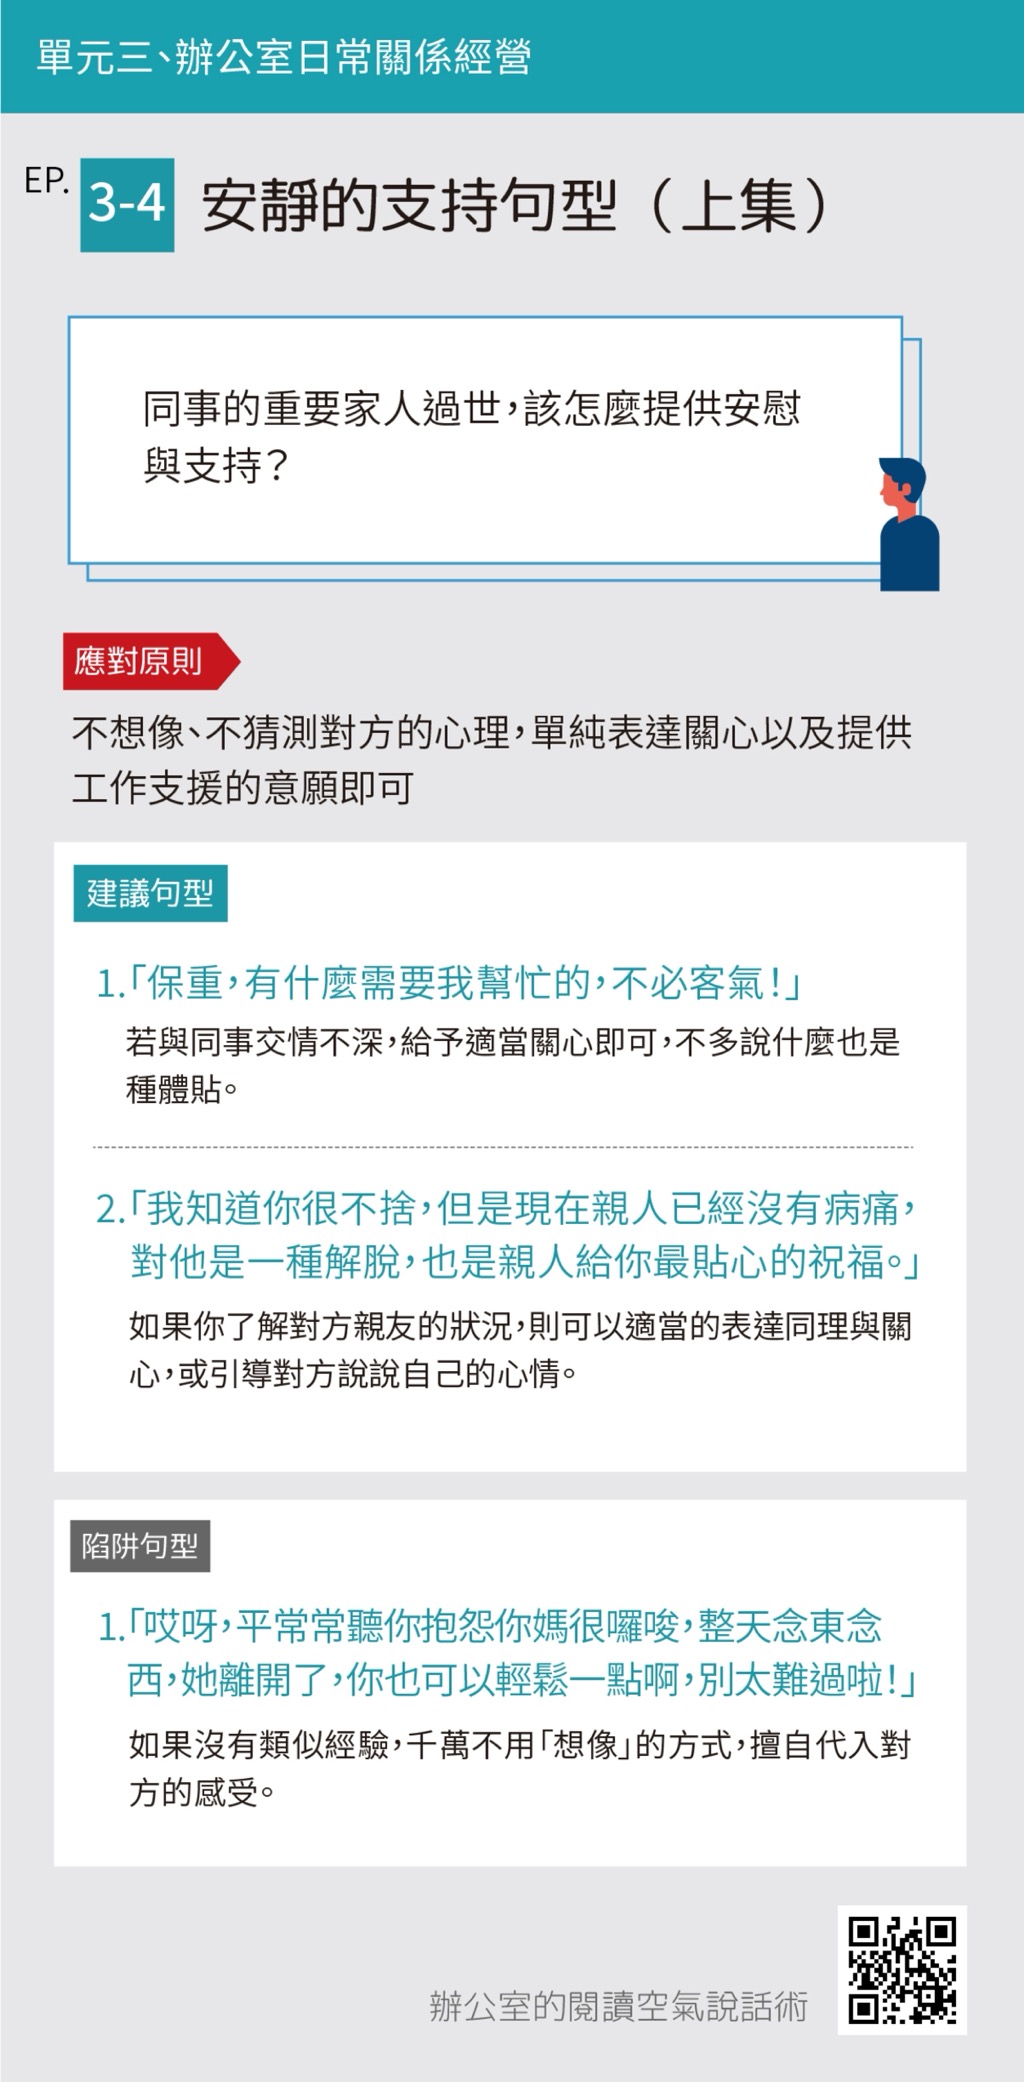 單元三、辦公室日常關係經營
EP. 3-4 安靜的支持句型（上集）
同事的重要家人過世，該怎麼提供安慰
與支持？
應對原則
不想像、不猜測對方的心理，單純表達關心以及提供
工作支援的意願即可
建議句型
1.「保重，有什麼需要我幫忙的，不必客氣！」
若與同事交情不深，給予適當關心即可，不多說什麼也是
種體貼。
2.「我知道你很不捨，但是現在親人已經沒有病痛，
對他是一種解脫，也是親人給你最貼心的祝福。」
如果你了解對方親友的狀況，則可以適當的表達同理與關
心，或引導對方說說自己的心情。
陷阱句型
1.「哎呀，平常常聽你抱怨你媽很囉唆，整天念東念
西，她離開了，你也可以輕鬆一點啊，別太難過啦！」
如果沒有類似經驗，千萬不用「想像」的方式，擅自代入對
方的感受。
辦公室的閱讀空氣說話術